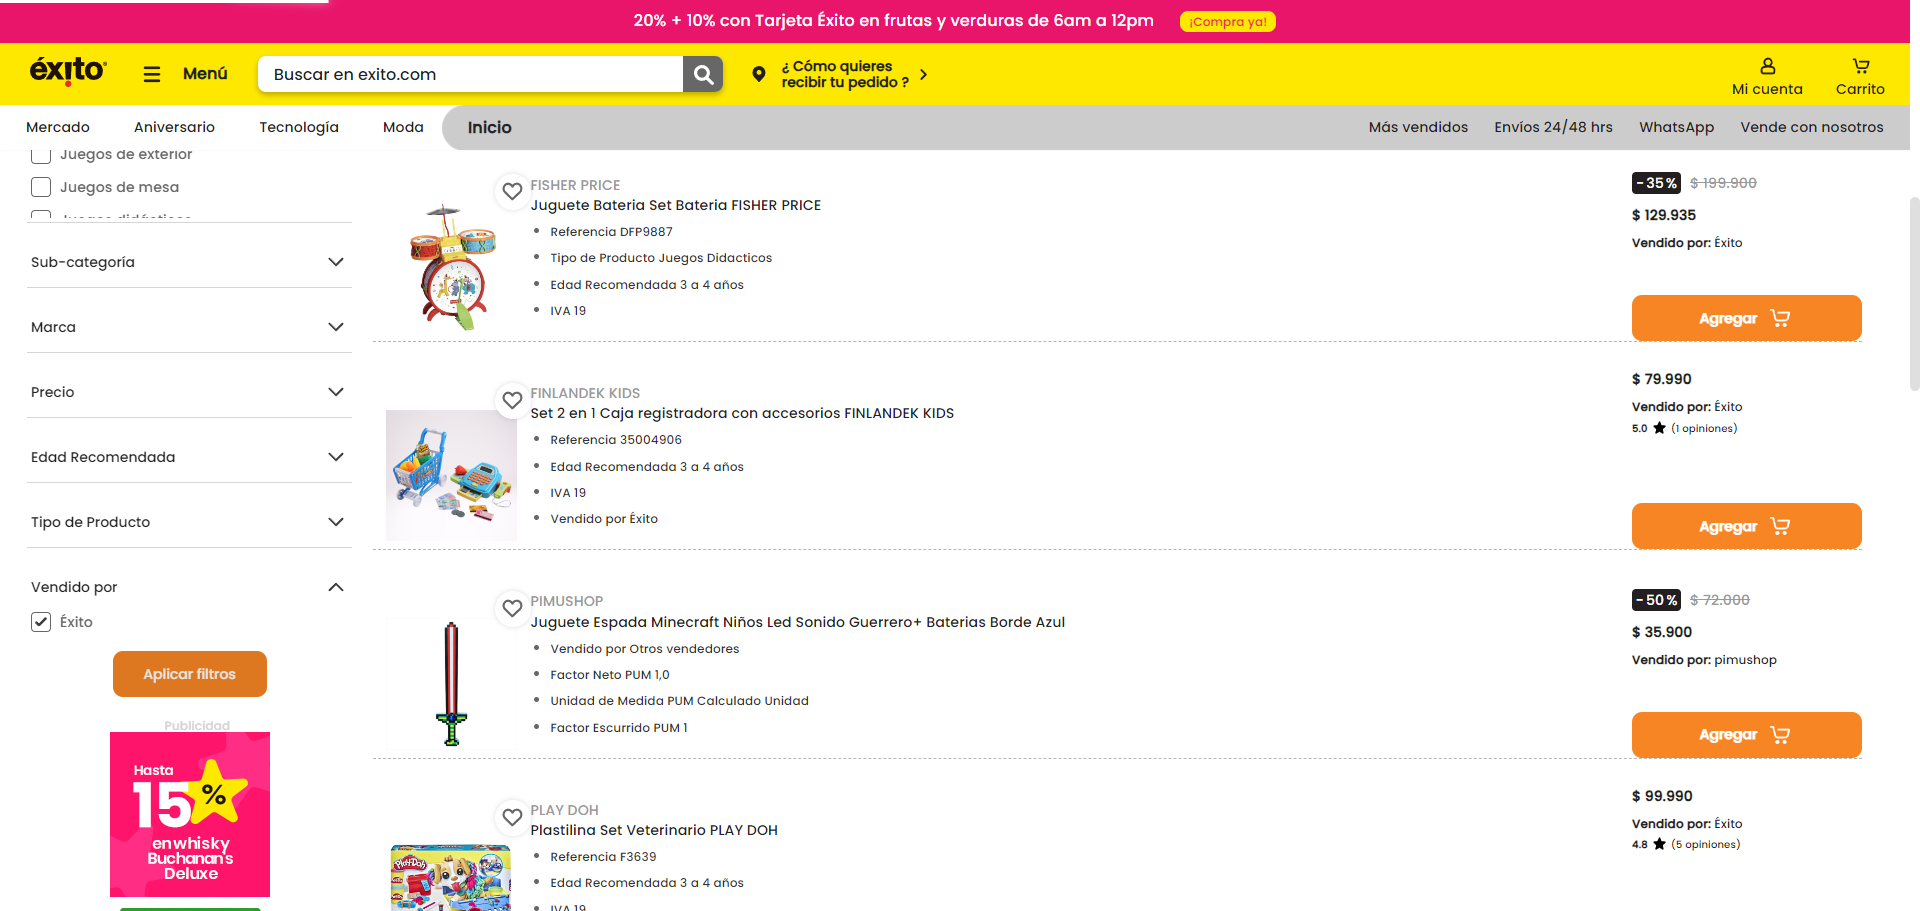 20% + 10% con Tarjeta Éxito en frutas y verduras de 6am a 12pm
¡Compra ya!
éxito
Menú
Buscar en exito.com
¿ Cómo quieres
recibir tu pedido ?
Mi cuenta
Carrito
Mercado
Aniversario
Tecnología
Moda
Inicio
Más vendidos
Envíos 24/48 hrs
WhatsApp
Vende con nosotros
Juegos de exterior
Juegos de mesa
Juegos didácticos
Sub-categoría
Marca
Precio
Edad Recomendada
Tipo de Producto
Vendido por
Éxito
Aplicar filtros
Publicidad
Hasta
15%
en whisky
Buchanan's
Deluxe
FISHER PRICE
Juguete Bateria Set Bateria FISHER PRICE
Referencia DFP9887
Tipo de Producto Juegos Didacticos
Edad Recomendada 3 a 4 años
IVA 19
-35% $ 199.900
$ 129.935
Vendido por: Éxito
Agregar
FINLANDEK KIDS
Set 2 en 1 Caja registradora con accesorios FINLANDEK KIDS
Referencia 35004906
Edad Recomendada 3 a 4 años
IVA 19
Vendido por Éxito
$ 79.990
Vendido por: Éxito
5.0 ★ (1 opiniones)
Agregar
PIMUSHOP
Juguete Espada Minecraft Niños Led Sonido Guerrero+ Baterias Borde Azul
Vendido por Otros vendedores
Factor Neto PUM 1,0
Unidad de Medida PUM Calculado Unidad
Factor Escurrido PUM 1
-50% $ 72.000
$ 35.900
Vendido por: pimushop
Agregar
PLAY DOH
Plastilina Set Veterinario PLAY DOH
Referencia F3639
Edad Recomendada 3 a 4 años
IVA 19
$ 99.990
Vendido por: Éxito
4.8 ★ (5 opiniones)
Play-Doh